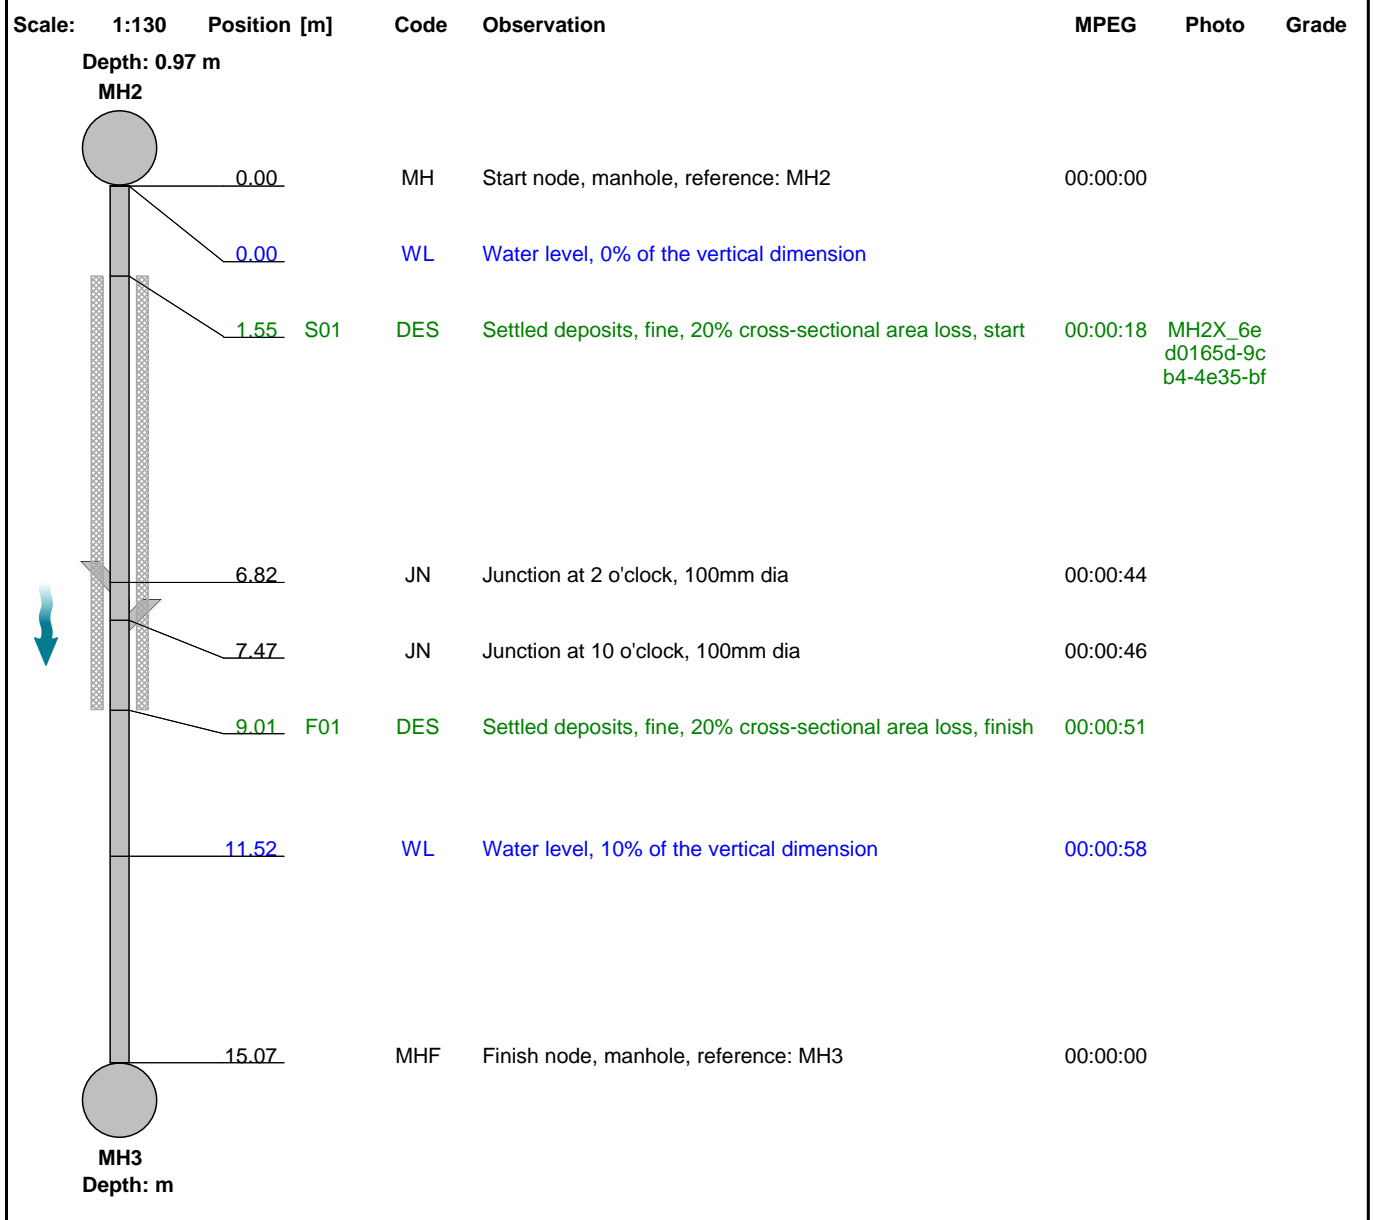 Scale: 1:130 Position [m] Code Observation MPEG Photo Grade
Depth: 0.97 m
MH2
0.00 MH Start node, manhole, reference: MH2 00:00:00
0.00 WL Water level, 0% of the vertical dimension
1.55 S01 DES Settled deposits, fine, 20% cross-sectional area loss, start 00:00:18 MH2X_6e
d0165d-9c
b4-4e35-bf
6.82 JN Junction at 2 o'clock, 100mm dia 00:00:44
7.47 JN Junction at 10 o'clock, 100mm dia 00:00:46
9.01 F01 DES Settled deposits, fine, 20% cross-sectional area loss, finish 00:00:51
11.52 WL Water level, 10% of the vertical dimension 00:00:58
15.07 MHF Finish node, manhole, reference: MH3 00:00:00
MH3
Depth: m